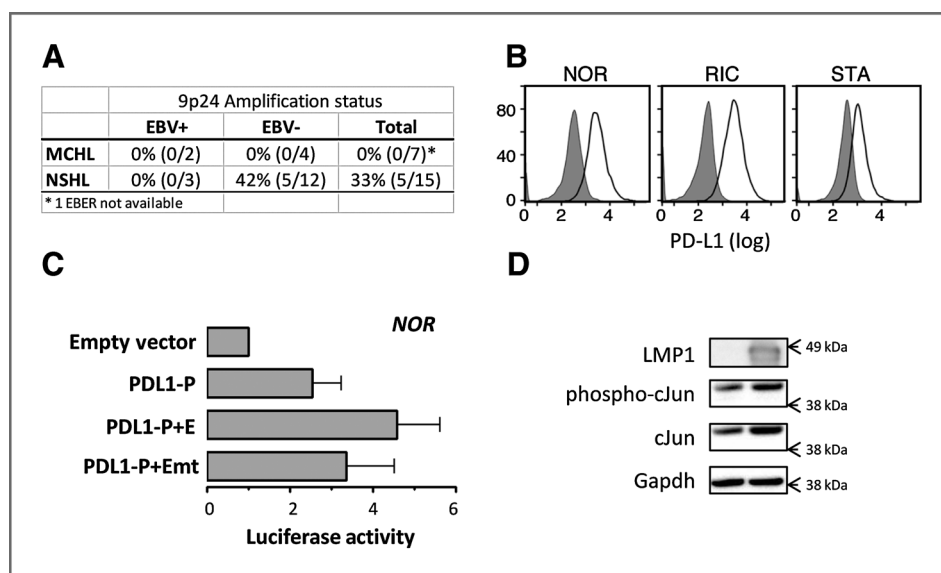 A
9p24 Amplification status
EBV+ EBV- Total
MCHL 0% (0/2) 0% (0/4) 0% (0/7)*
NSHL 0% (0/3) 42% (5/12) 33% (5/15)
* 1 EBER not available
B
NOR RIC STA
80
40
0
0 2 4 0 2 4 0 2 4
PD-L1 (log)
C
NOR
Empty vector
PDL1-P
PDL1-P+E
PDL1-P+Emt
0 2 4 6
Luciferase activity
D
LMP1 49 kDa
phospho-cJun 38 kDa
cJun 38 kDa
Gapdh 38 kDa